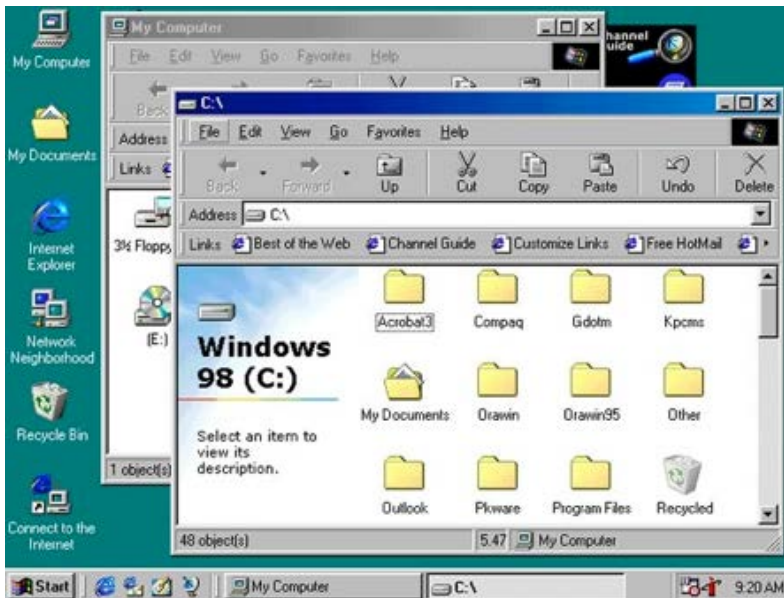 My Computer
My Documents
Internet
Explorer
Network
Neighborhood
Recycle Bin
Connect to the
Internet
My Computer
File Edit View Go Favorites Help
Back
Address
Links
3½ Floppy
(E:)
1 object(s)
hannel
uide
C:\
File Edit View Go Favorites Help
Back Forward Up Cut Copy Paste Undo Delete
Address C:\
Links Best of the Web Channel Guide Customize Links Free HotMail
Windows
98 (C:)
Select an item to
view its
description.
Acrobat3 Compaq Gdotm Kpcms
My Documents Orawin Orawin95 Other
Outlook Pkware Program Files Recycled
48 object(s) 5.47 My Computer
Start My Computer C:\ 9:20 AM